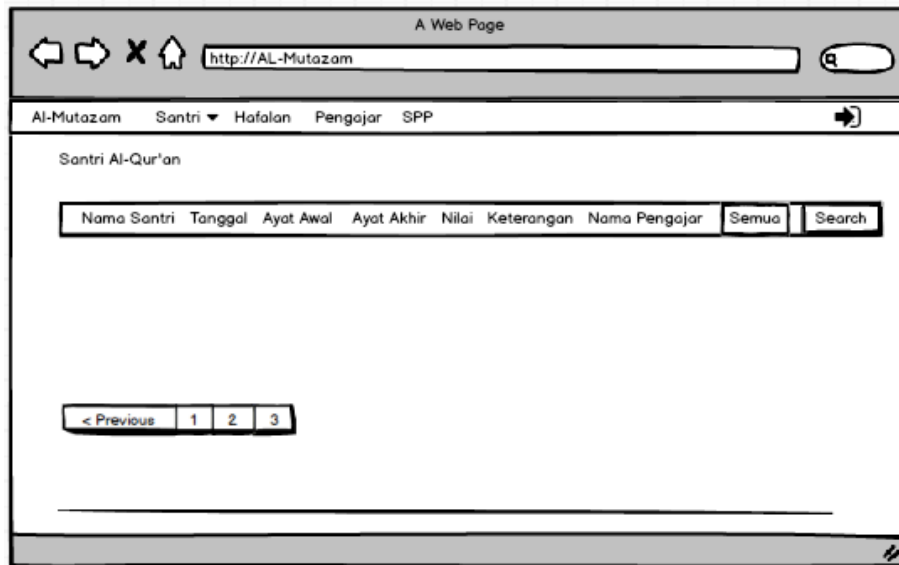 A Web Page
http://AL-Mutazam
Al-Mutazam Santri Hafalan Pengajar SPP
Santri Al-Qur'an
Nama Santri Tanggal Ayat Awal Ayat Akhir Nilai Keterangan Nama Pengajar Semua Search
< Previous 1 2 3